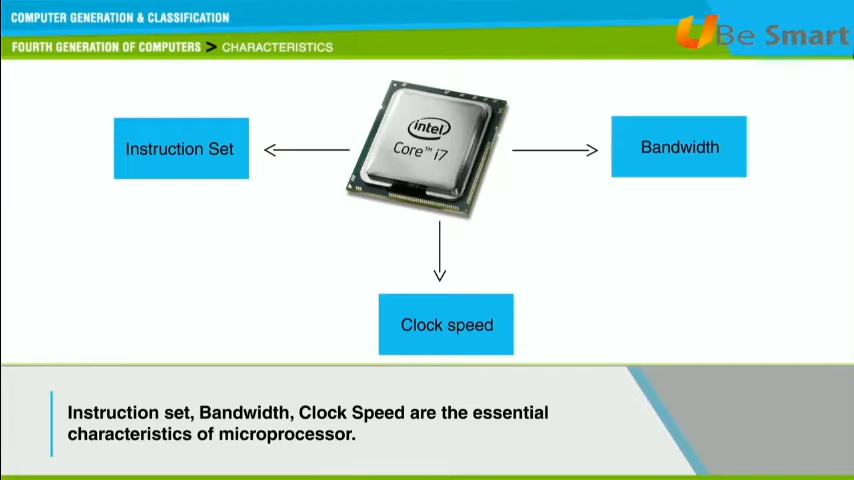 COMPUTER GENERATION & CLASSIFICATION
FOURTH GENERATION OF COMPUTERS > CHARACTERISTICS
UBe Smart
Instruction Set
intel
Core™ i7
Bandwidth
Clock speed
Instruction set, Bandwidth, Clock Speed are the essential
characteristics of microprocessor.